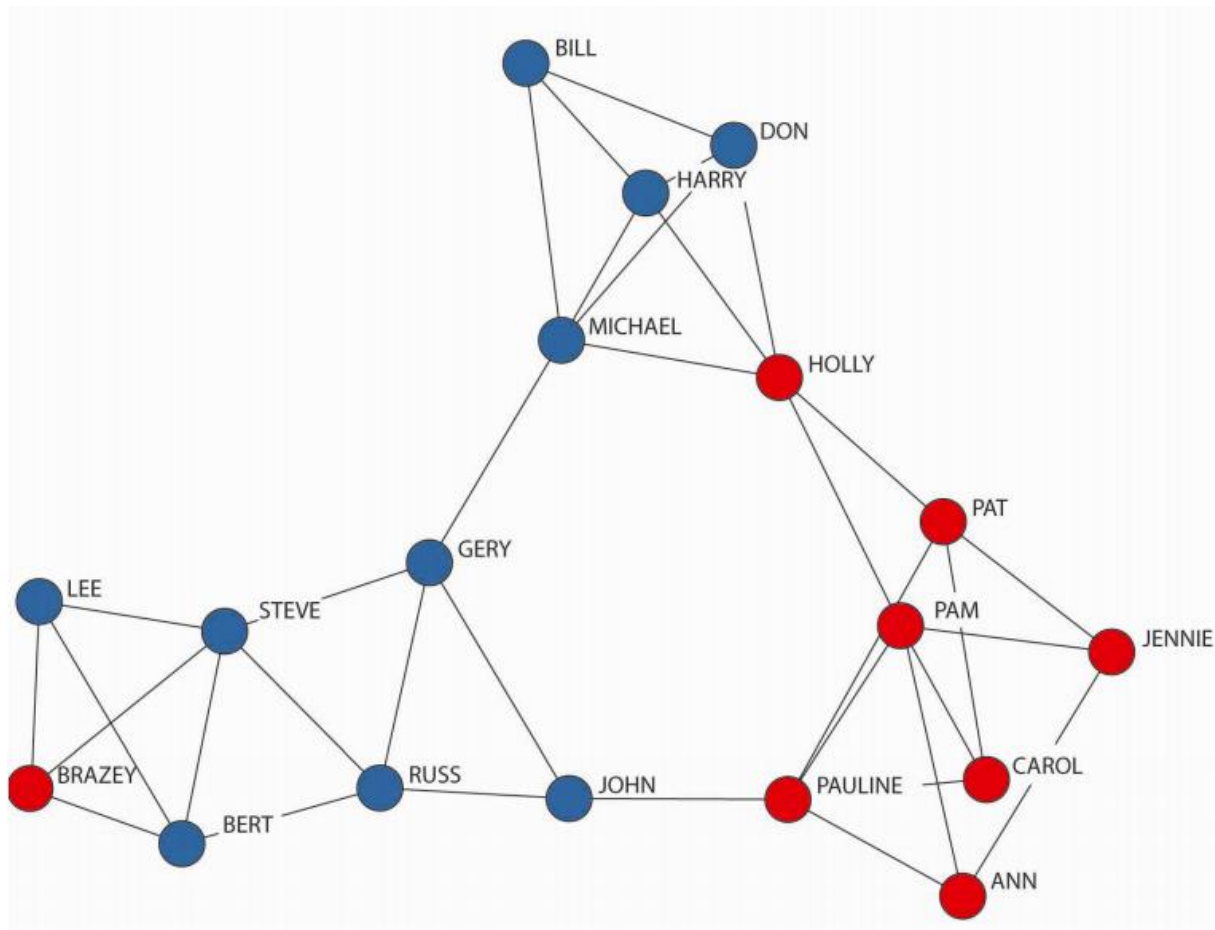 BILL
DON
HARRY
MICHAEL
HOLLY
PAT
GERY
LEE
STEVE
PAM
JENNIE
BRAZEY
RUSS
JOHN
PAULINE
CAROL
BERT
ANN